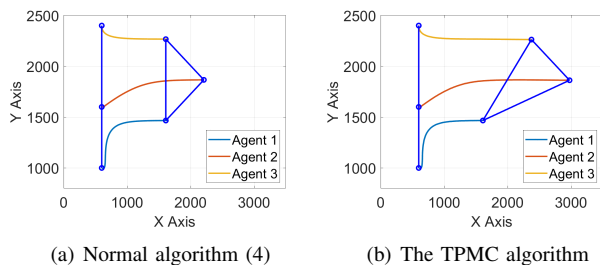 2500
2000
1500
1000
Y Axis
0
1000
2000
3000
X Axis
Agent 1
Agent 2
Agent 3
(a) Normal algorithm (4)
2500
2000
1500
1000
Y Axis
0
1000
2000
3000
X Axis
Agent 1
Agent 2
Agent 3
(b) The TPMC algorithm